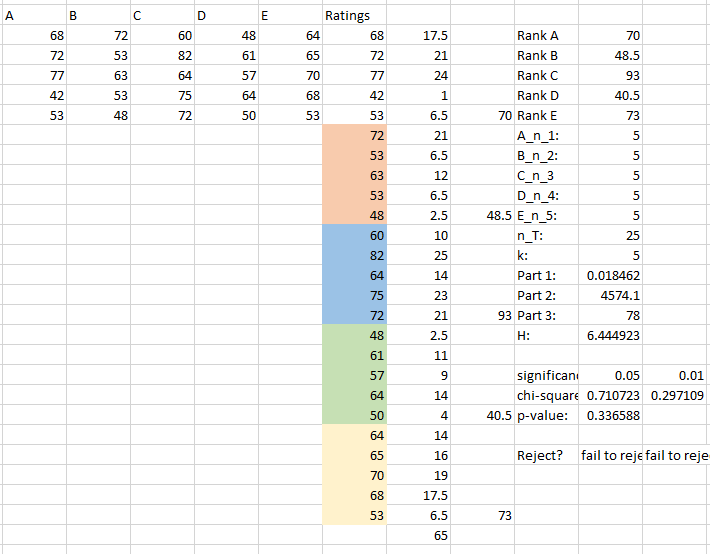 A B C D E Ratings
68 72 60 48 64 68 17.5 Rank A 70
72 53 82 61 65 72 21 Rank B 48.5
77 63 64 57 70 77 24 Rank C 93
42 53 75 64 68 42 1 Rank D 40.5
53 48 72 50 53 53 6.5 70 Rank E 73
72 21 A_n_1: 5
53 6.5 B_n_2: 5
63 12 C_n_3 5
53 6.5 D_n_4: 5
48 2.5 48.5 E_n_5: 5
60 10 n_T: 25
82 25 k: 5
64 14 Part 1: 0.018462
75 23 Part 2: 4574.1
72 21 93 Part 3: 78
48 2.5 H: 6.444923
61 11
57 9 significan 0.05 0.01
64 14 chi-square 0.710723 0.297109
50 4 40.5 p-value: 0.336588
64 14
65 16 Reject? fail to reje fail to reje
70 19
68 17.5
53 6.5 73
65